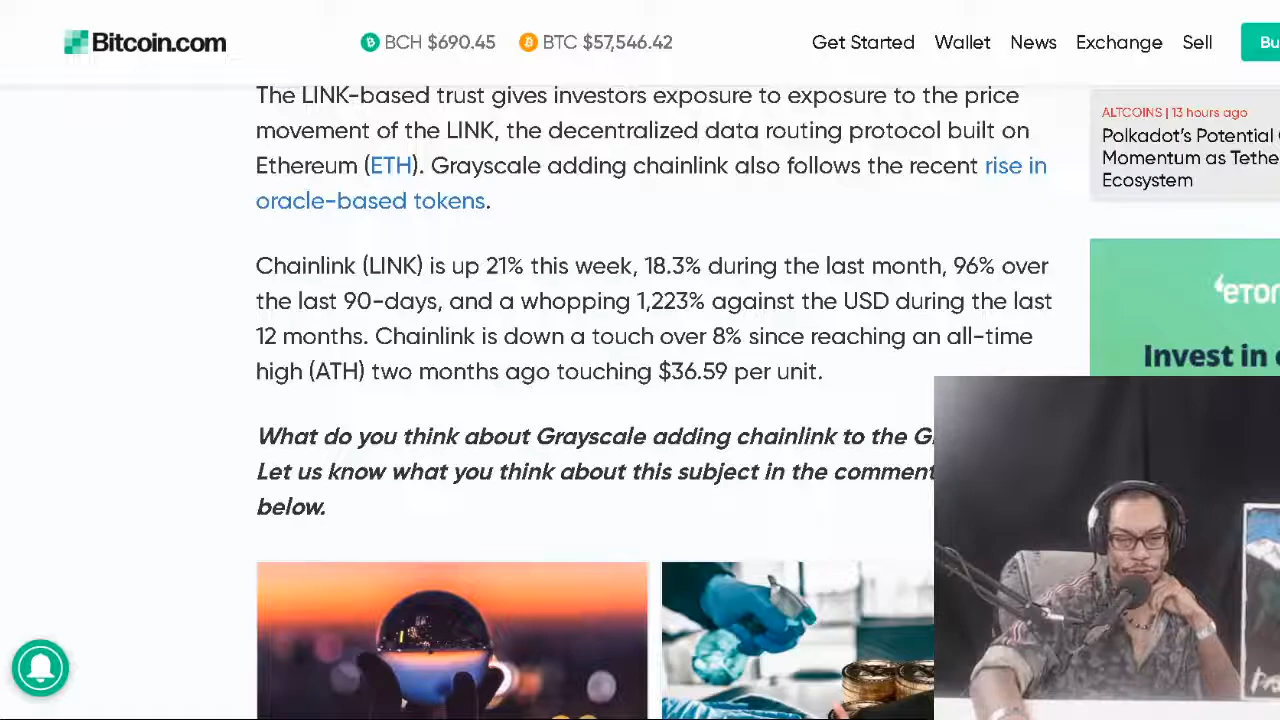 Bitcoin.com
BCH $690.45
BTC $57,546.42
Get Started
Wallet
News
Exchange
Sell
The LINK-based trust gives investors exposure to exposure to the price
movement of the LINK, the decentralized data routing protocol built on
Ethereum (ETH). Grayscale adding chainlink also follows the recent rise in
oracle-based tokens.
Chainlink (LINK) is up 21% this week, 18.3% during the last month, 96% over
the last 90-days, and a whopping 1,223% against the USD during the last
12 months. Chainlink is down a touch over 8% since reaching an all-time
high (ATH) two months ago touching $36.59 per unit.
What do you think about Grayscale adding chainlink to the
Let us know what you think about this subject in the comment
below.
ALTCOINS | 13 hours ago
Polkadot's Potential
Momentum as Tethe
Ecosystem
Invest in